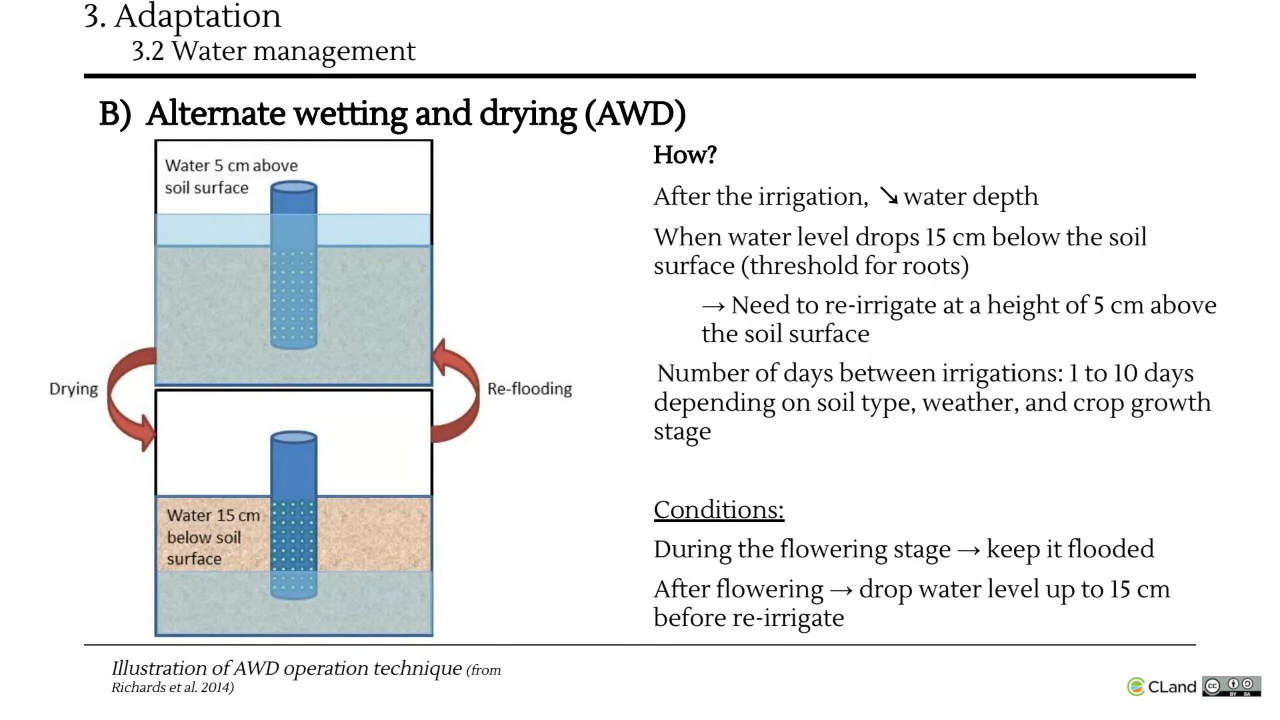 3. Adaptation
3.2 Water management
B) Alternate wetting and drying (AWD)
Water 5 cm above
soil surface
Drying
Re-flooding
Water 15 cm
below soil
surface
How?
After the irrigation, ↘ water depth
When water level drops 15 cm below the soil
surface (threshold for roots)
→ Need to re-irrigate at a height of 5 cm above
the soil surface
Number of days between irrigations: 1 to 10 days
depending on soil type, weather, and crop growth
stage
Conditions:
During the flowering stage → keep it flooded
After flowering → drop water level up to 15 cm
before re-irrigate
Illustration of AWD operation technique (from
Richards et al. 2014)
CLand
cc
BY SA